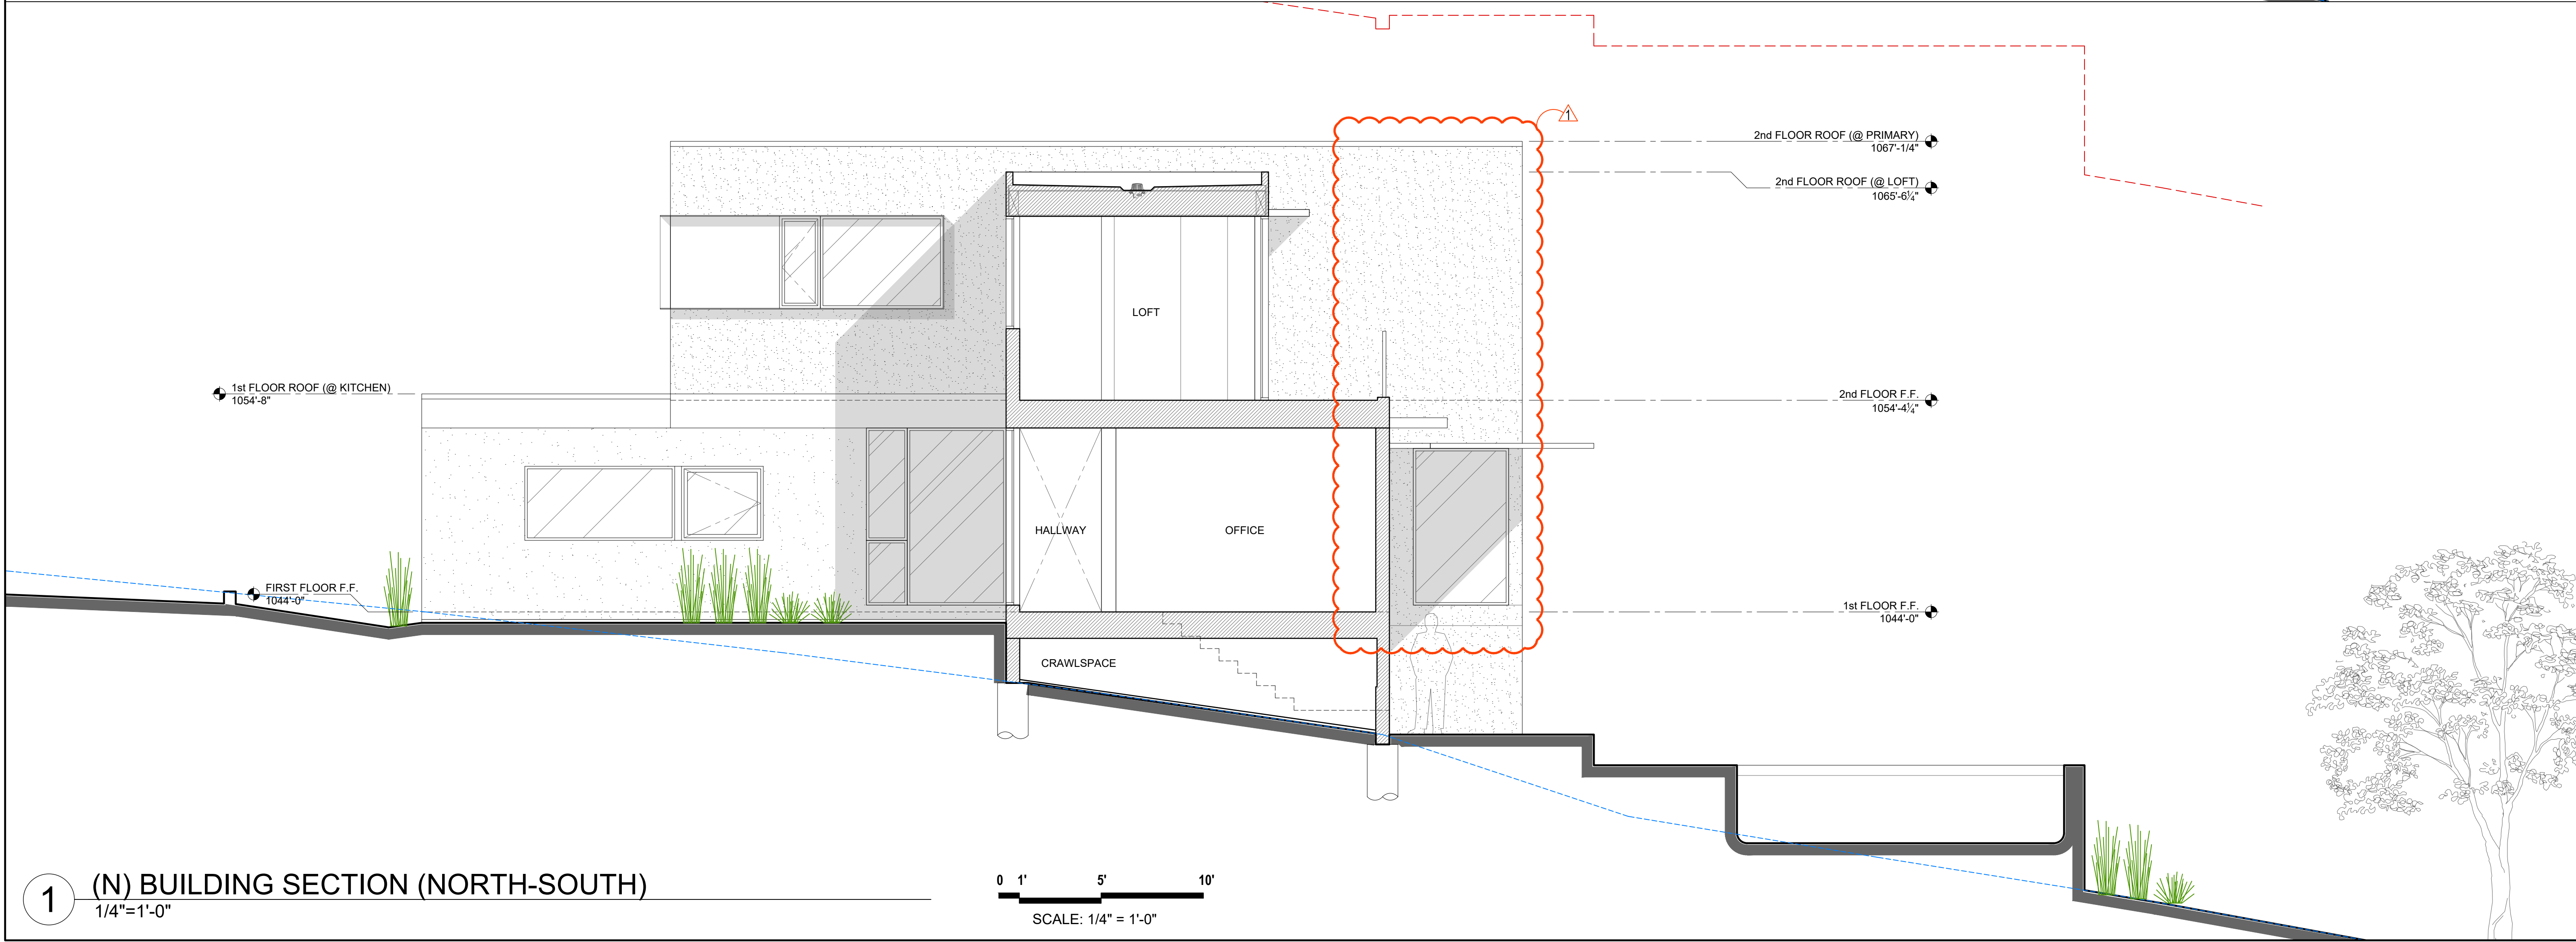 1
2nd FLOOR ROOF (@ PRIMARY)
1067'-1/4"
2nd FLOOR ROOF (@ LOFT)
1065'-6¼"
LOFT
1st FLOOR ROOF (@ KITCHEN)
1054'-8"
2nd FLOOR F.F.
1054'-4¼"
HALLWAY
OFFICE
FIRST FLOOR F.F.
1044'-0"
1st FLOOR F.F.
1044'-0"
CRAWLSPACE
1
(N) BUILDING SECTION (NORTH-SOUTH)
1/4"=1'-0"
0 1' 5' 10'
SCALE: 1/4" = 1'-0"